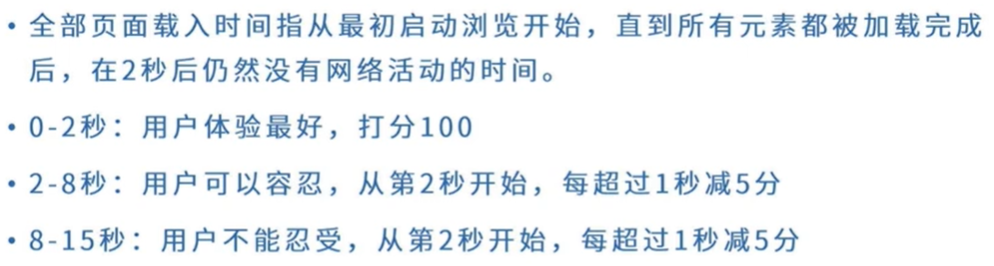 • 全部页面载入时间指从最初启动浏览开始，直到所有元素都被加载完成
后，在2秒后仍然没有网络活动的时间。
• 0-2秒：用户体验最好，打分100
• 2-8秒：用户可以容忍，从第2秒开始，每超过1秒减5分
• 8-15秒：用户不能忍受，从第2秒开始，每超过1秒减5分